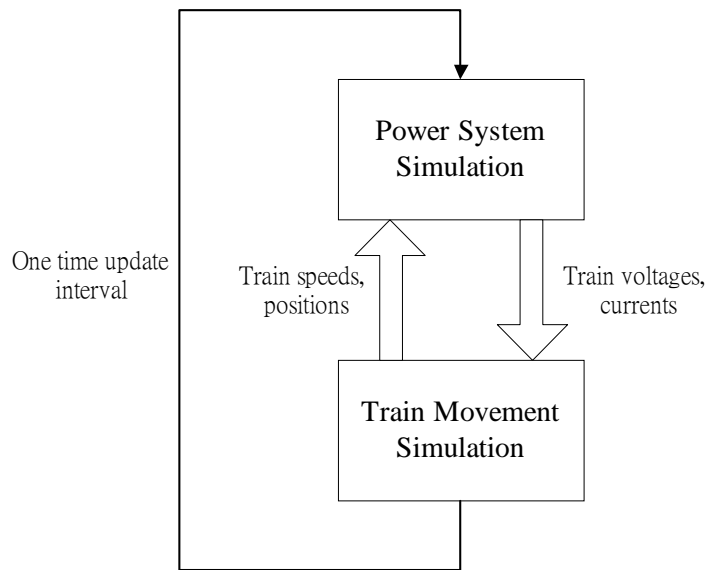 Power System
Simulation
One time update
interval
Train speeds,
positions
Train voltages,
currents
Train Movement
Simulation